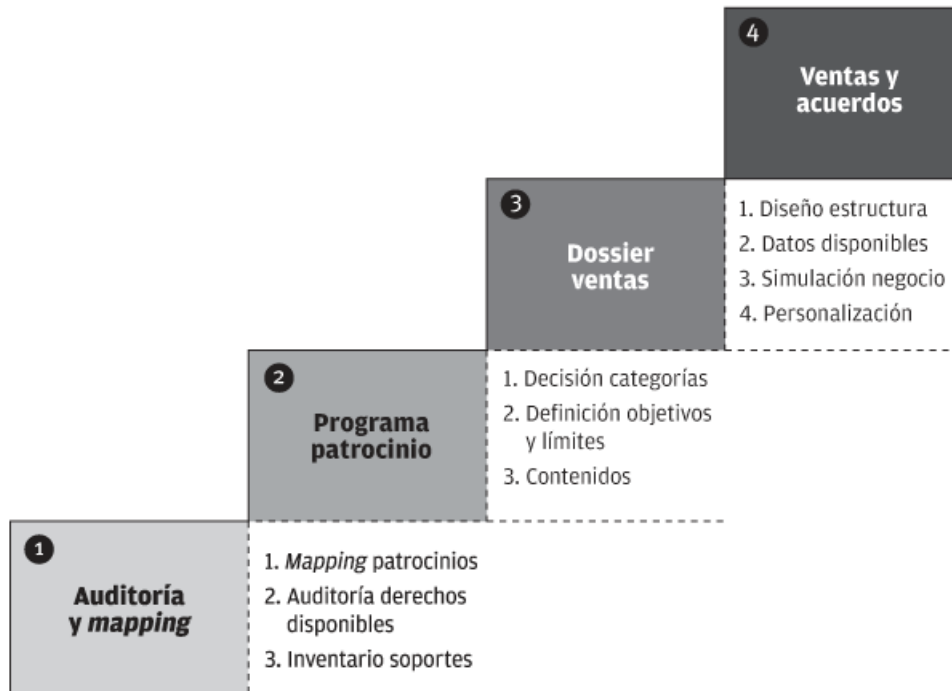 4
Ventas y
acuerdos
3
Dossier
ventas
1. Diseño estructura
2. Datos disponibles
3. Simulación negocio
4. Personalización
2
Programa
patrocinio
1. Decisión categorías
2. Definición objetivos
y límites
3. Contenidos
1
Auditoría
y mapping
1. Mapping patrocinios
2. Auditoría derechos
disponibles
3. Inventario soportes